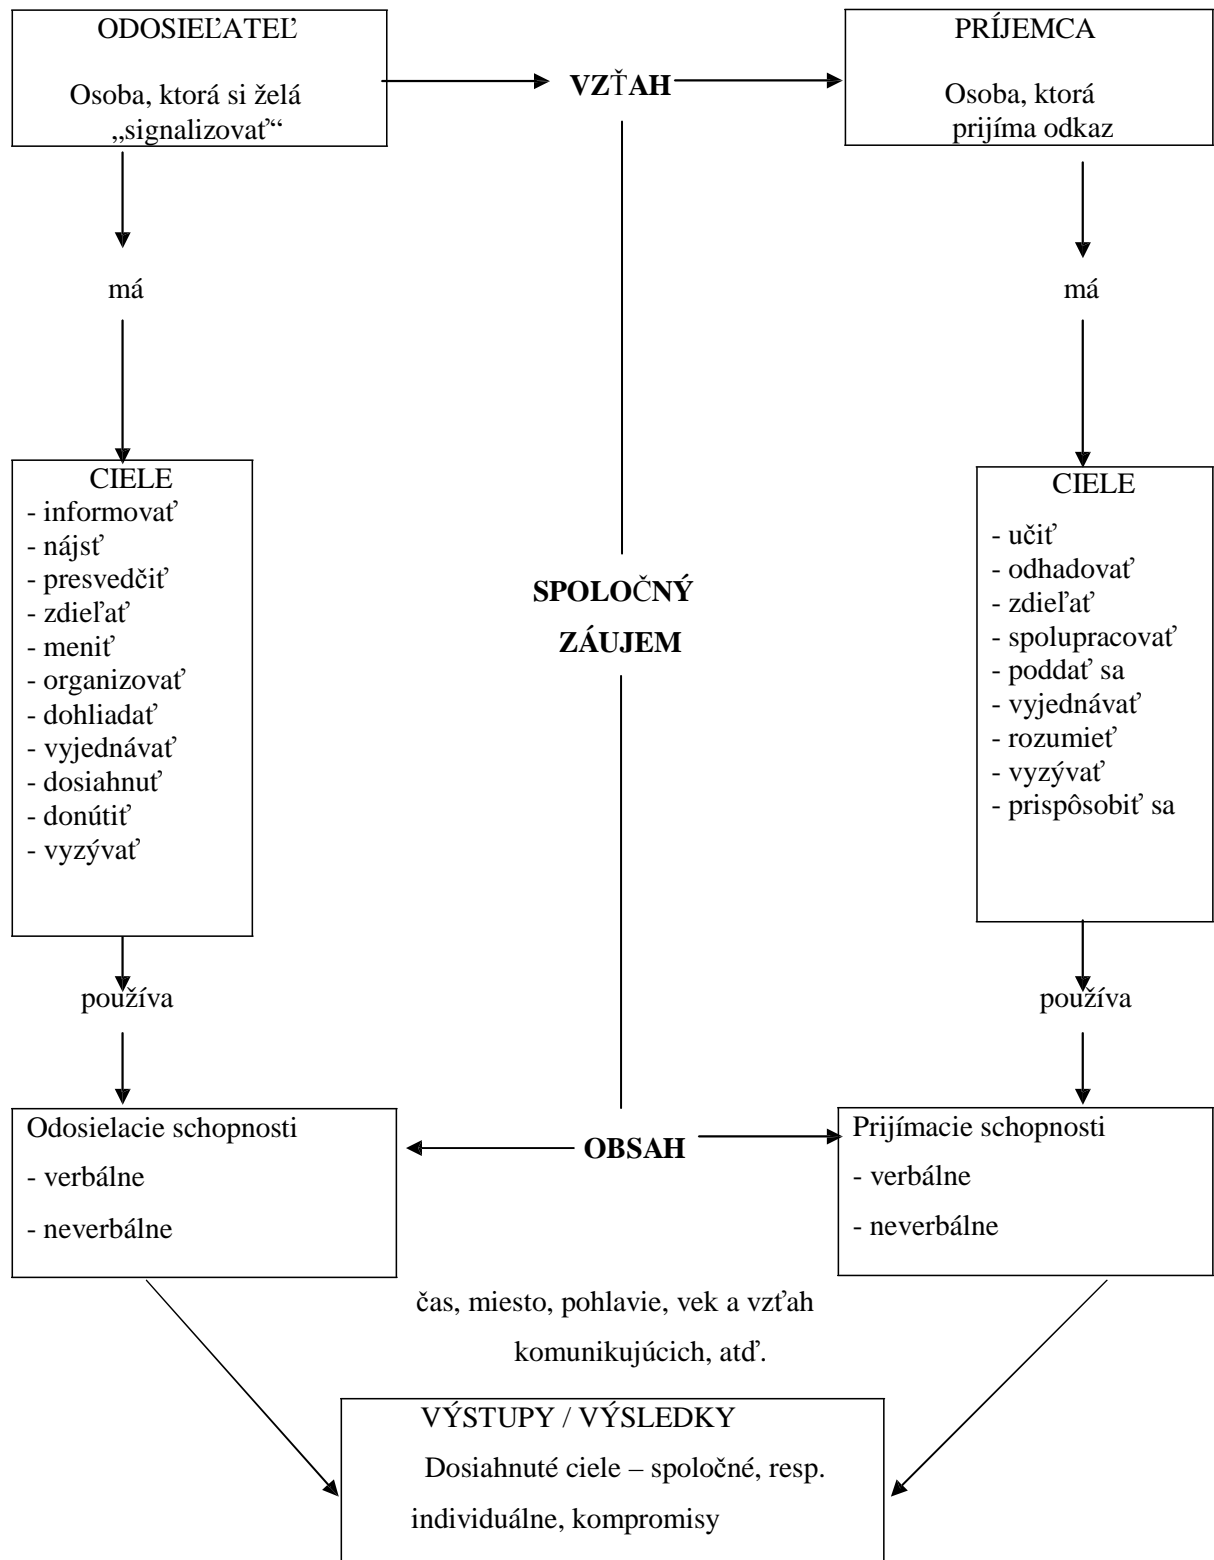 ODOSIEĽATEĽ
Osoba, ktorá si želá
„signalizovať“
VZŤAH
PRÍJEMCA
Osoba, ktorá
prijíma odkaz
má
má
CIELE
- informovať
- nájsť
- presvedčiť
- zdieľať
- meniť
- organizovať
- dohliadať
- vyjednávať
- dosiahnuť
- donútiť
- vyzývať
SPOLOČNÝ
ZÁUJEM
CIELE
- učiť
- odhadovať
- zdieľať
- spolupracovať
- poddať sa
- vyjednávať
- rozumieť
- vyzývať
- prispôsobiť sa
používa
používa
Odosielacie schopnosti
- verbálne
- neverbálne
OBSAH
Prijímacie schopnosti
- verbálne
- neverbálne
čas, miesto, pohlavie, vek a vzťah
komunikujúcich, atď.
VÝSTUPY / VÝSLEDKY
Dosiahnuté ciele – spoločné, resp.
individuálne, kompromisy